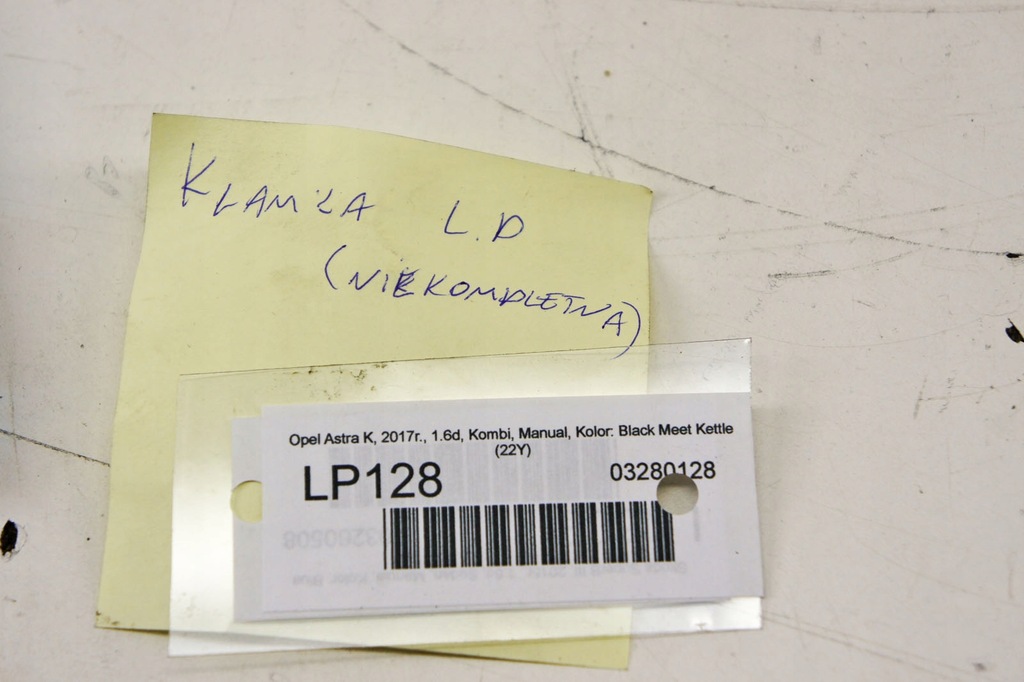 KLAMKA L.D
(NIEKOMPLETNA)
Opel Astra K, 2017r., 1.6d, Kombi, Manual, Kolor: Black Meet Kettle
(22Y)
LP128
03280128